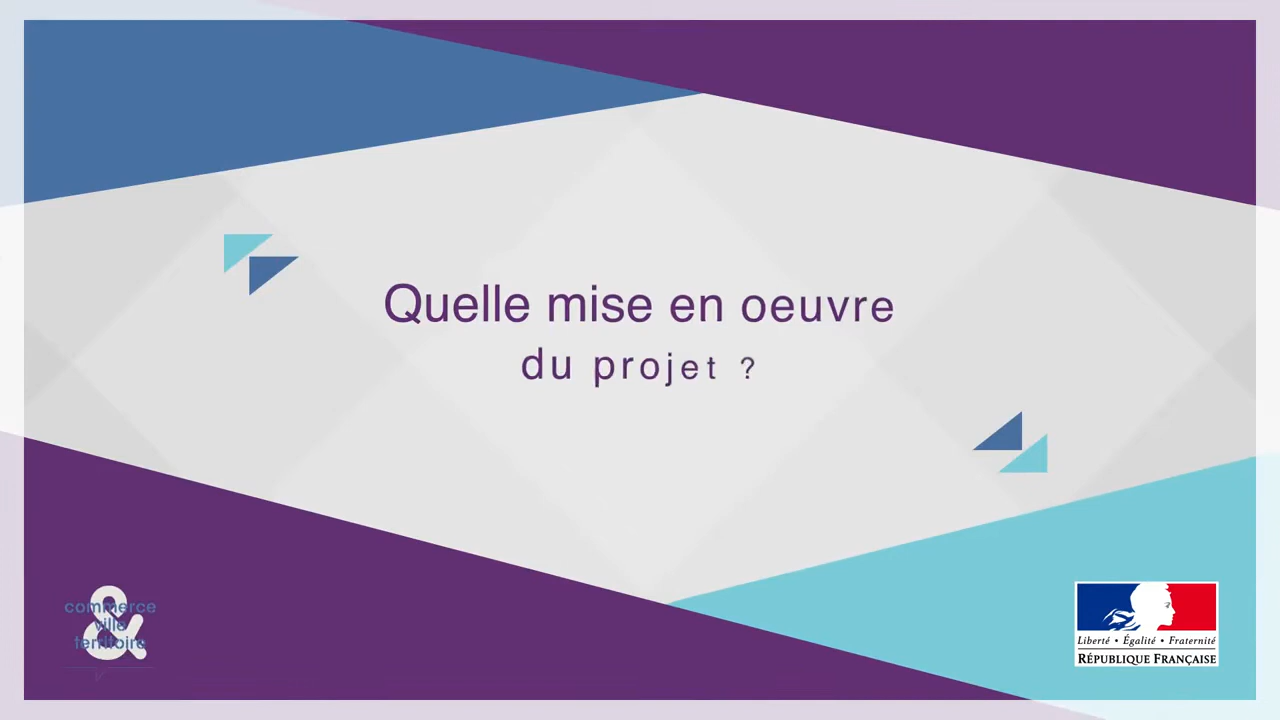 Quelle mise en oeuvre
du projet ?
&
commerce
ville
territoire
Liberté • Égalité • Fraternité
RÉPUBLIQUE FRANÇAISE